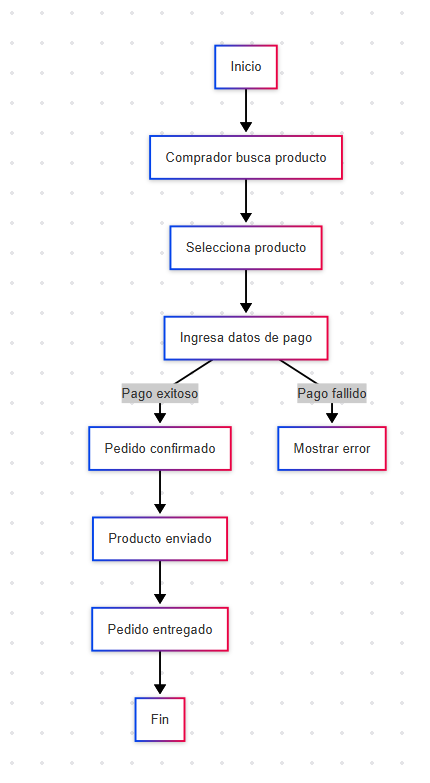 Inicio
Comprador busca producto
Selecciona producto
Ingresa datos de pago
Pago exitoso
Pago fallido
Pedido confirmado
Mostrar error
Producto enviado
Pedido entregado
Fin